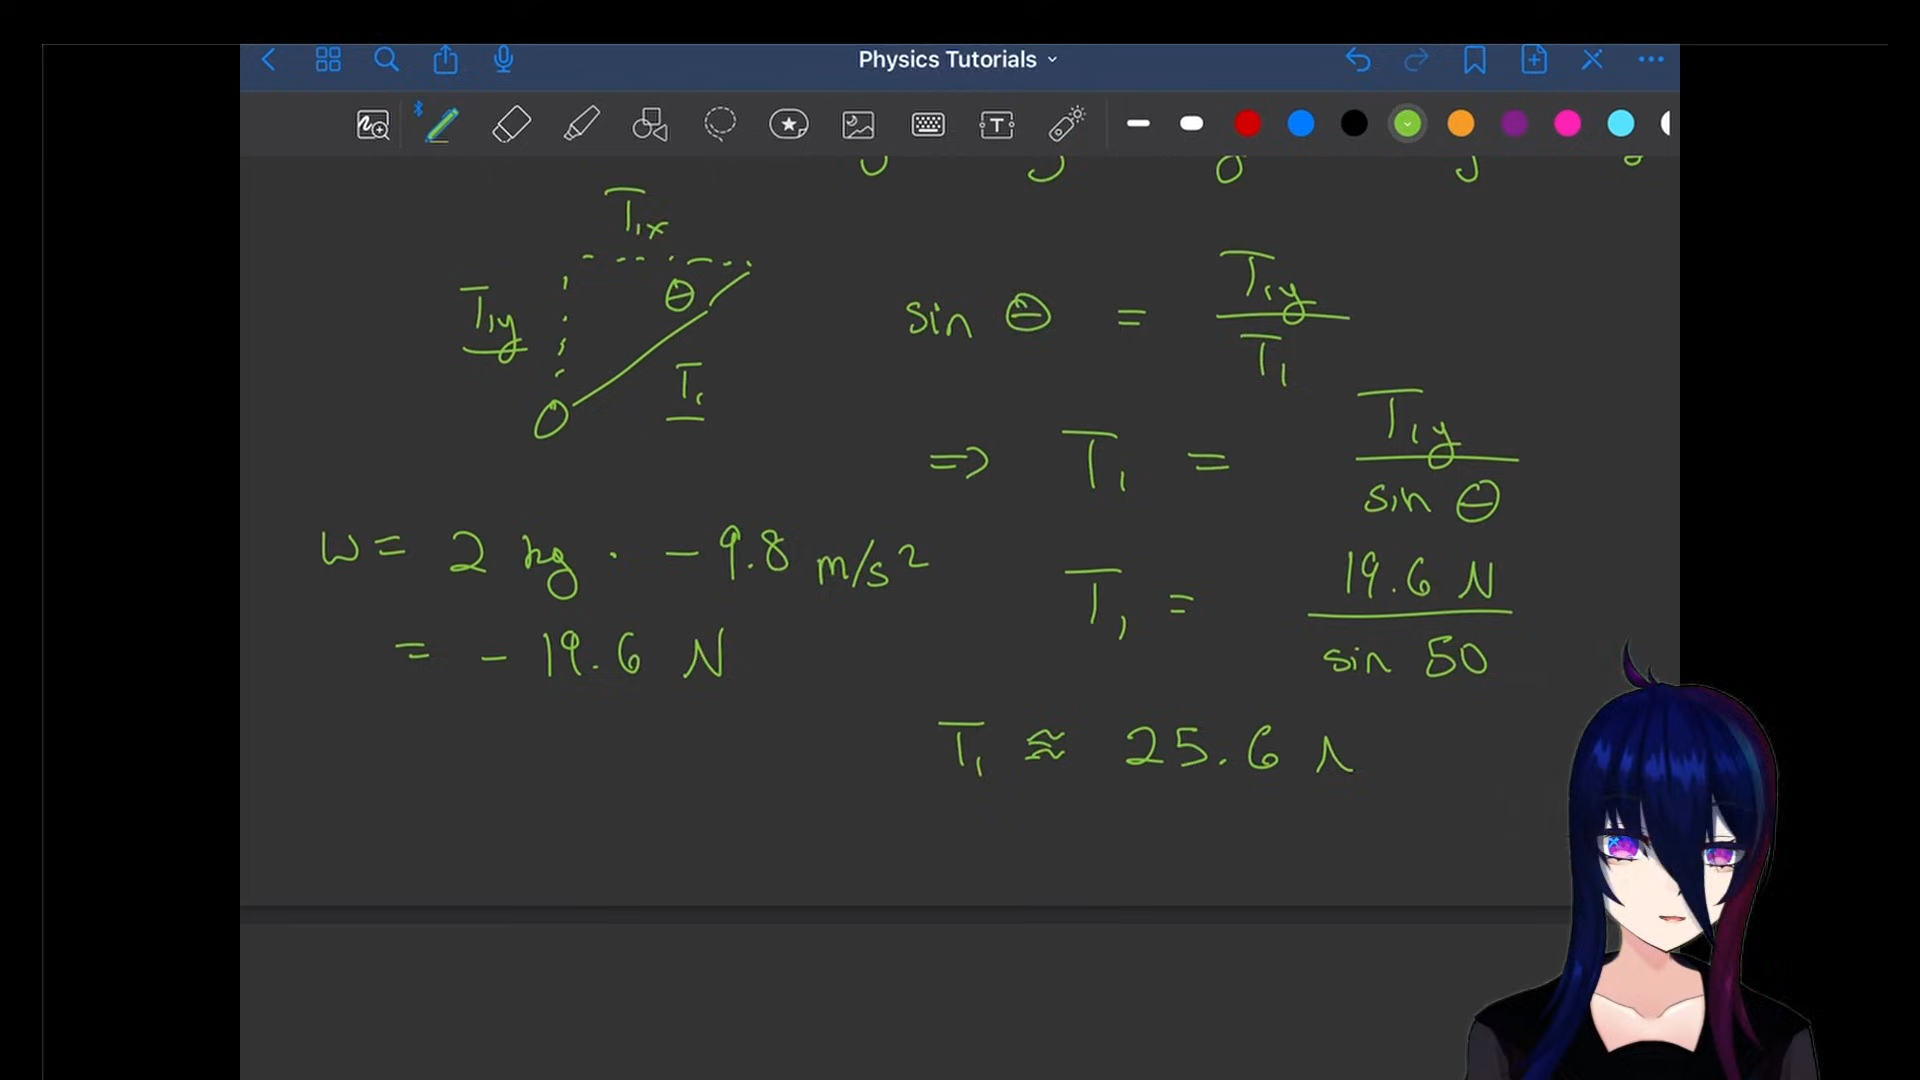 Physics Tutorials
T1x
θ
T1y
T1
sin θ = T1y / T1
⇒ T1 = T1y / sin θ
W = 2 kg · -9.8 m/s²
= -19.6 N
T1 = 19.6 N / sin 50
T1 ≈ 25.6 N